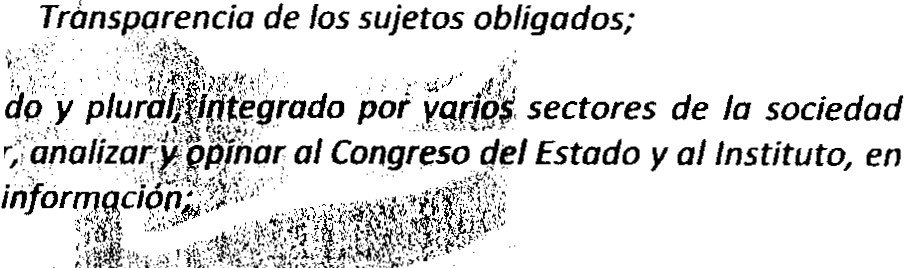 Transparencia de los sujetos obligados;
do y plural, integrado por varios sectores de la sociedad
r, analizar y opinar al Congreso del Estado y al Instituto, en
información;